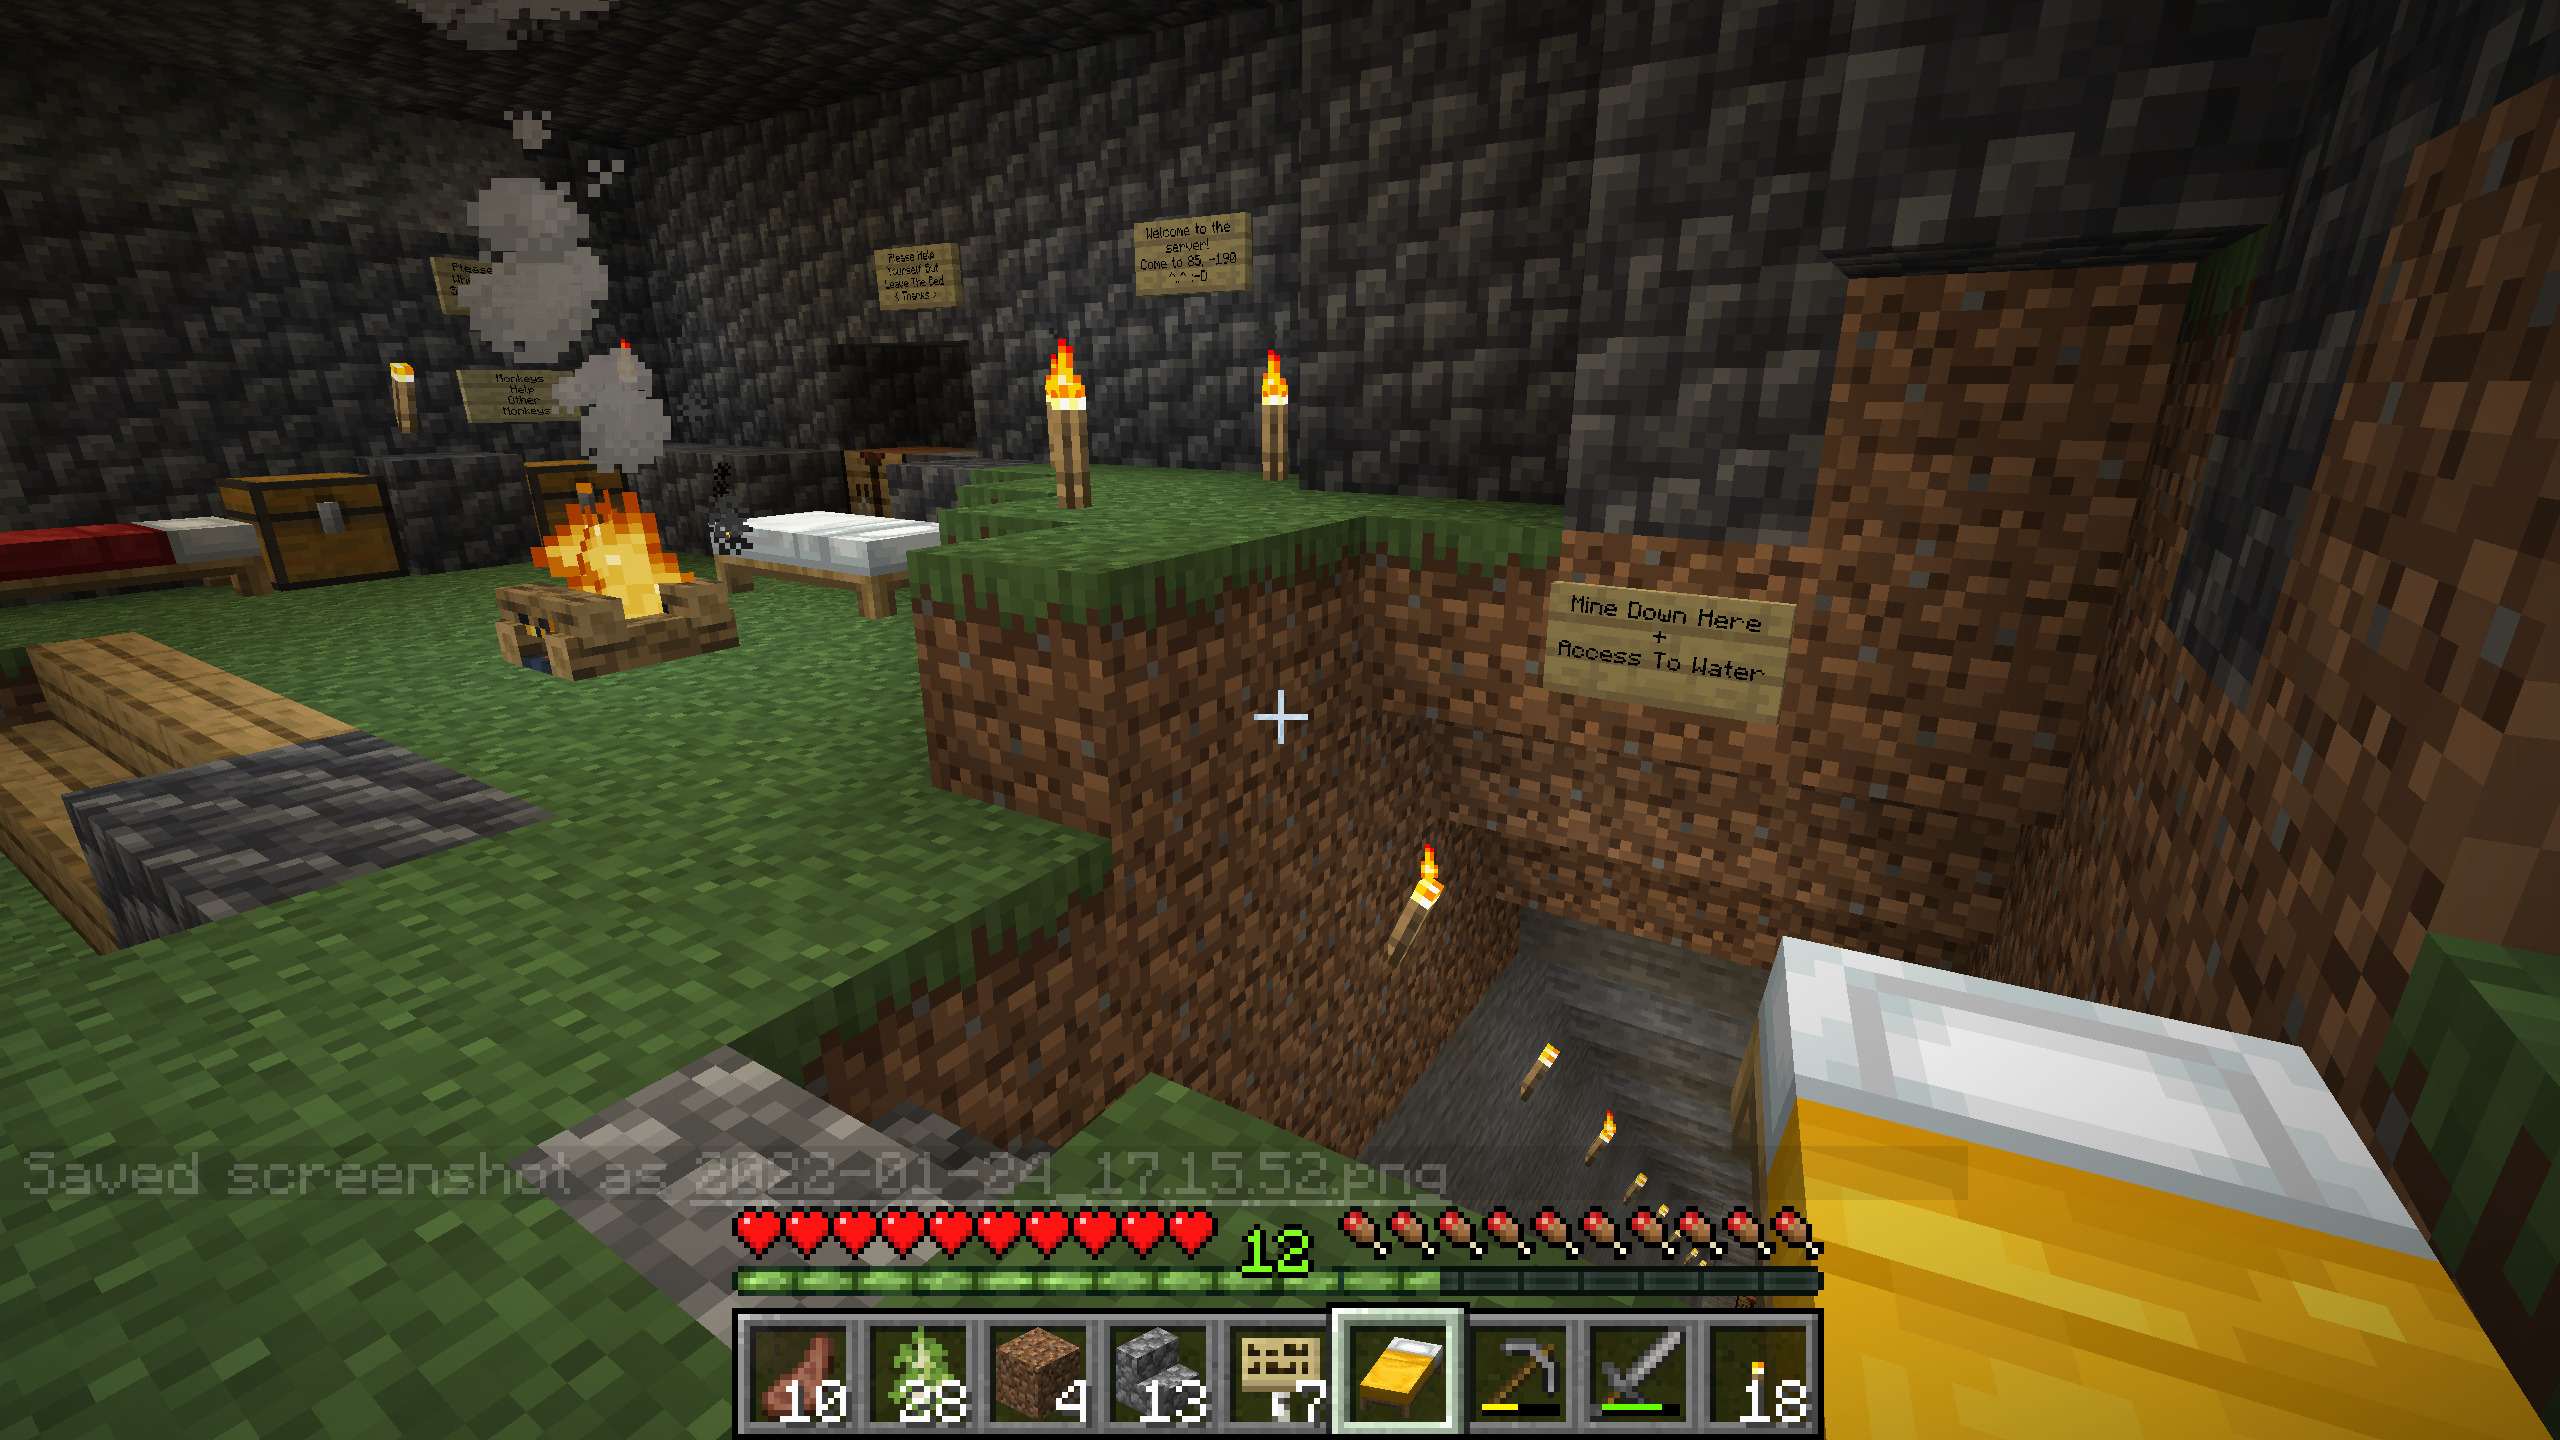 Please
Monkeys
Help
Other
Monkeys
Please Help
Yourself But
Leave The Bed
< Thanks >
Welcome to the
server!
Come to 85, -190
^.^ :-D
Mine Down Here
+
Access To Water
Saved screenshot as 2022-01-24_17.15.52.png
12
10 28 4 13 7 18